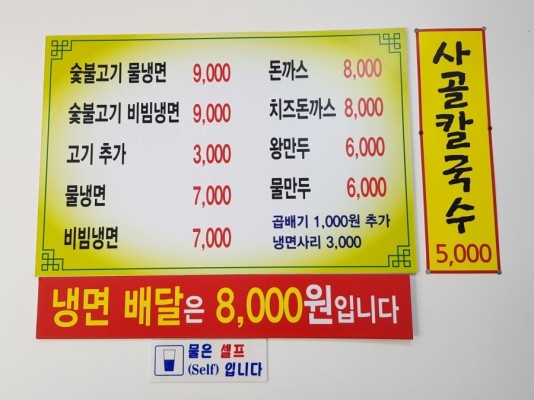 숯불고기 물냉면 9,000
숯불고기 비빔냉면 9,000
고기 추가 3,000
물냉면 7,000
비빔냉면 7,000
돈까스 8,000
치즈돈까스 8,000
왕만두 6,000
물만두 6,000
곱배기 1,000원 추가
냉면사리 3,000
사골칼국수
5,000
냉면 배달은 8,000원입니다
물은 셀프
(Self) 입니다